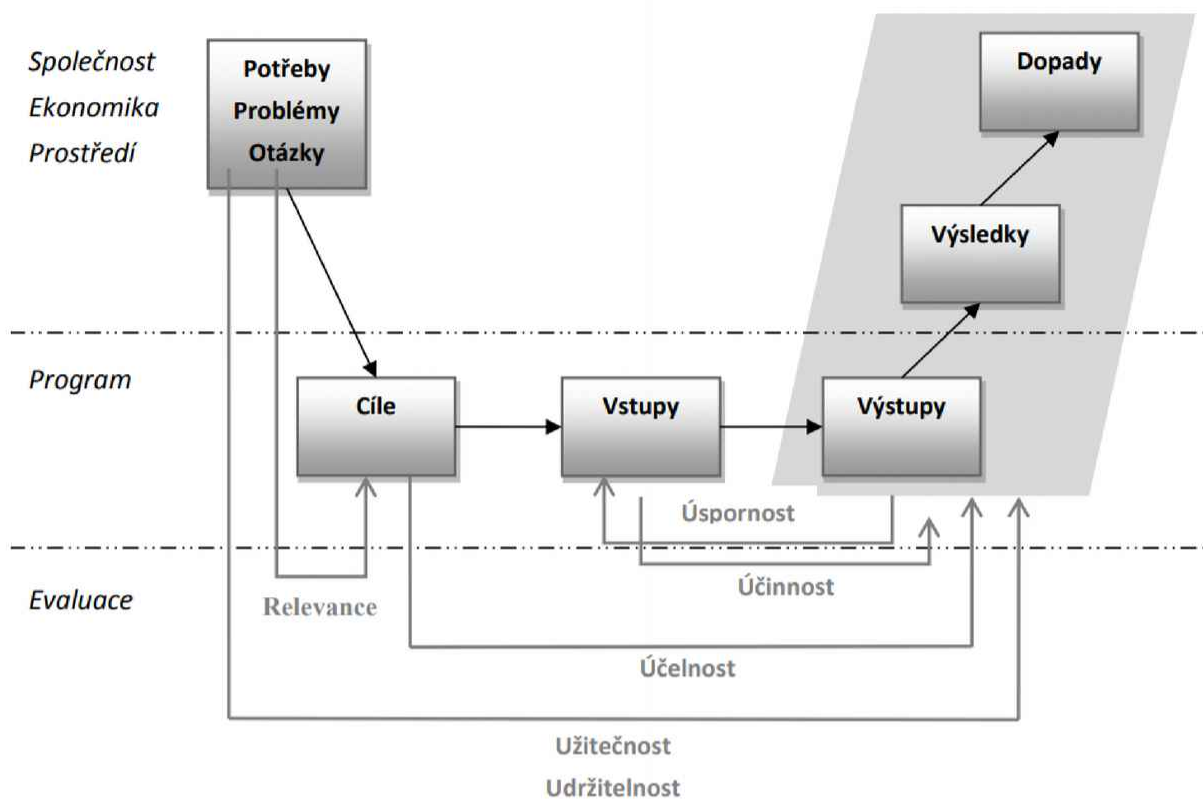 Společnost
Ekonomika
Prostředí
Potřeby
Problémy
Otázky
Dopady
Výsledky
Program
Cíle
Vstupy
Výstupy
Úspornost
Účinnost
Evaluace
Relevance
Účelnost
Užitečnost
Udržitelnost